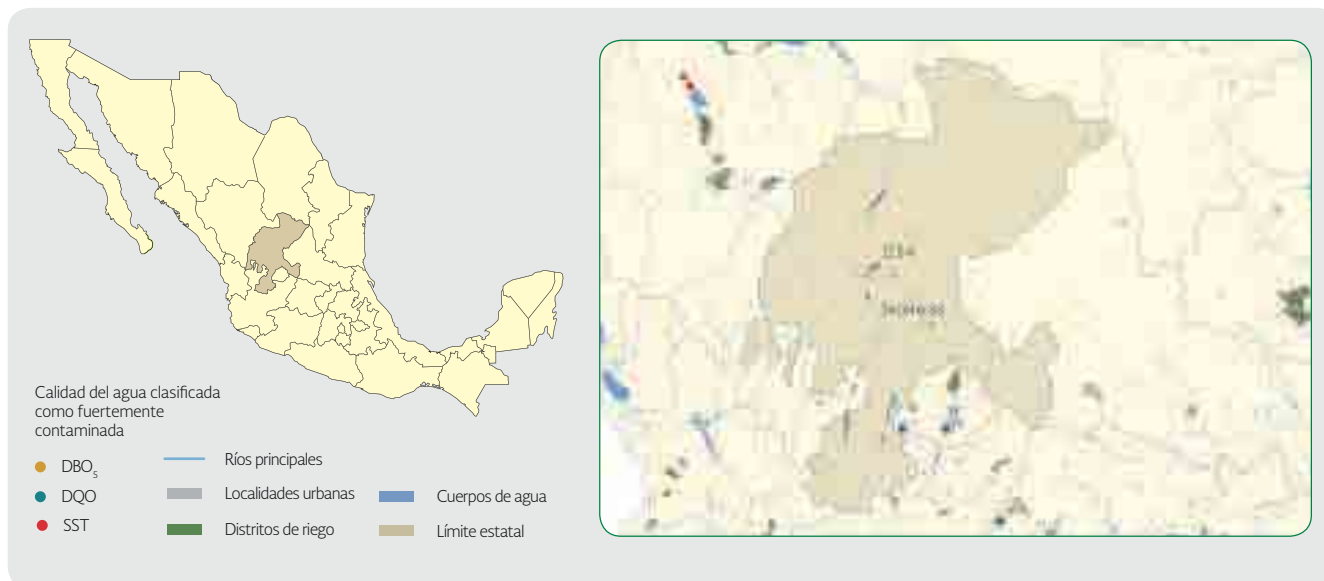 Calidad del agua clasificada
como fuertemente
contaminada
DBO5
DQO
SST
Ríos principales
Localidades urbanas
Distritos de riego
Cuerpos de agua
Límite estatal